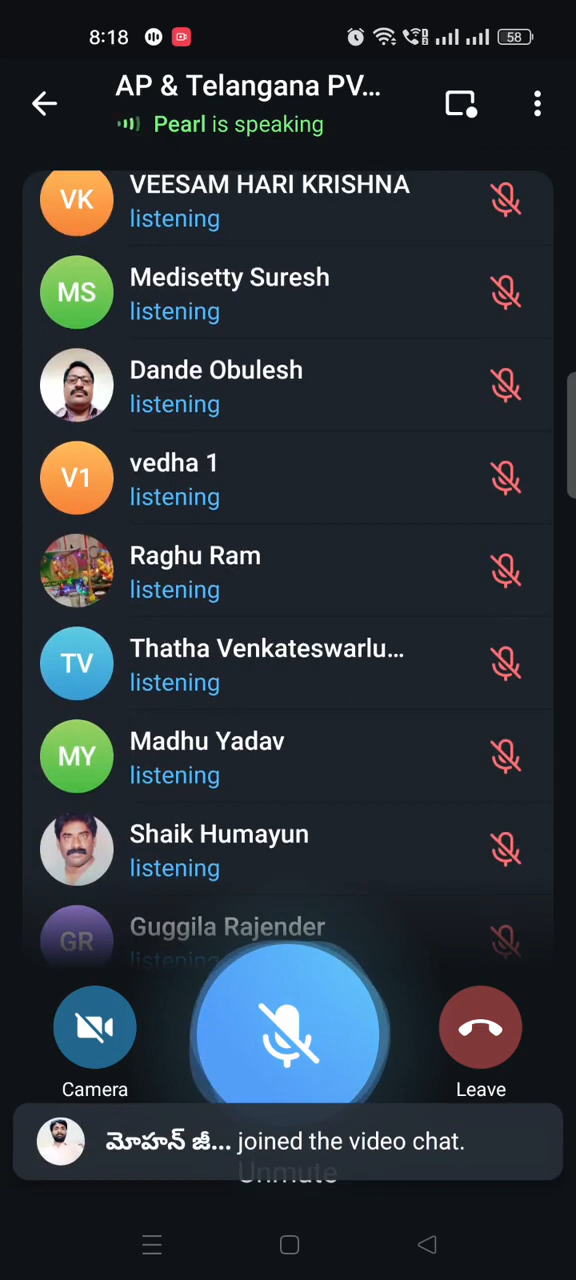 8:18
58
AP & Telangana PV...
Pearl is speaking
VK
VEESAM HARI KRISHNA
listening
MS
Medisetty Suresh
listening
Dande Obulesh
listening
V1
vedha 1
listening
Raghu Ram
listening
TV
Thatha Venkateswarlu...
listening
MY
Madhu Yadav
listening
Shaik Humayun
listening
GR
Guggila Rajender
listening
Camera
Leave
మోహన్ జీ... joined the video chat.
Unmute